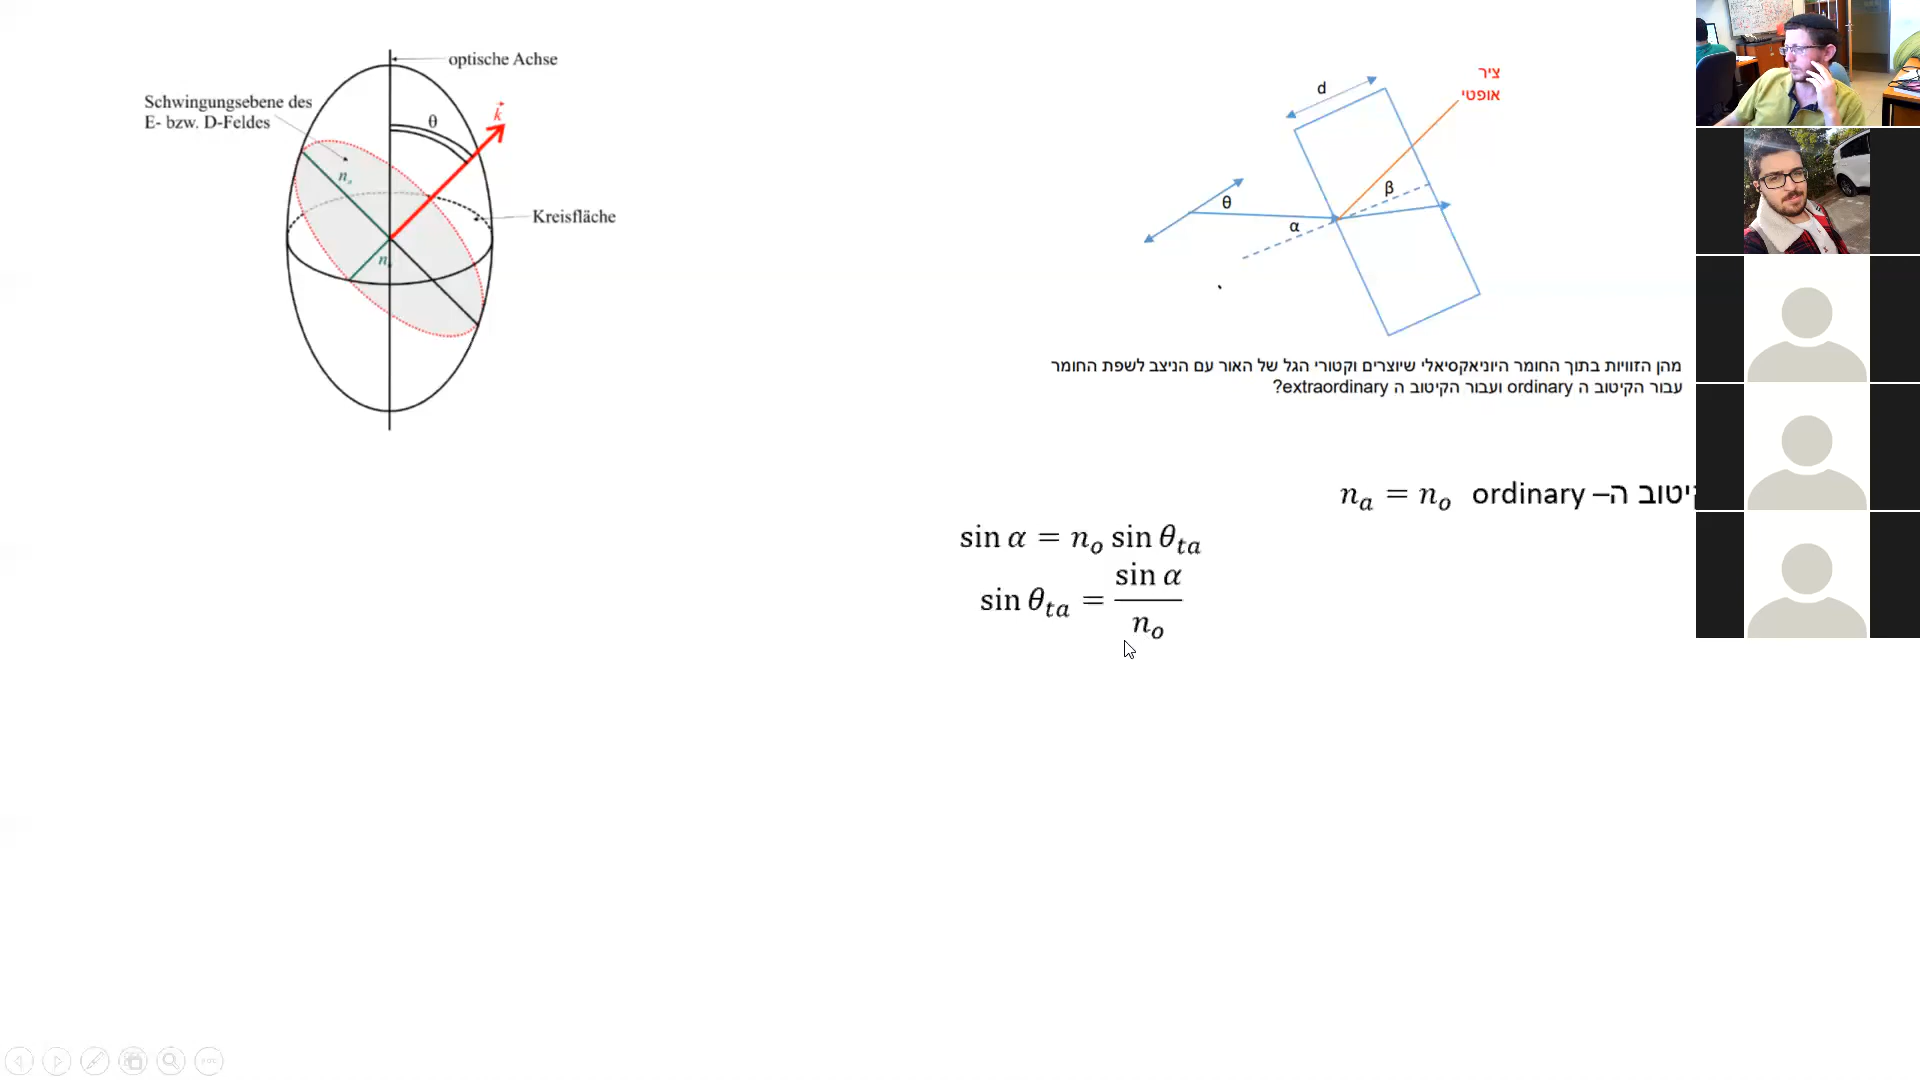 optische Achse
Schwingungsebene des
E- bzw. D-Feldes
θ
k
n
Kreisfläche
n
d
ציר
אופטי
θ
α
β
מהן הזוויות בתוך החומר היוניאקסיאלי שיוצרים וקטורי הגל של האור עם הניצב לשפת החומר
עבור הקיטוב ה ordinary ועבור הקיטוב ה extraordinary?
קיטוב ה– ordinary n_a = n_o
sin α = n_o sin θ_ta
sin θ_ta = sin α / n_o